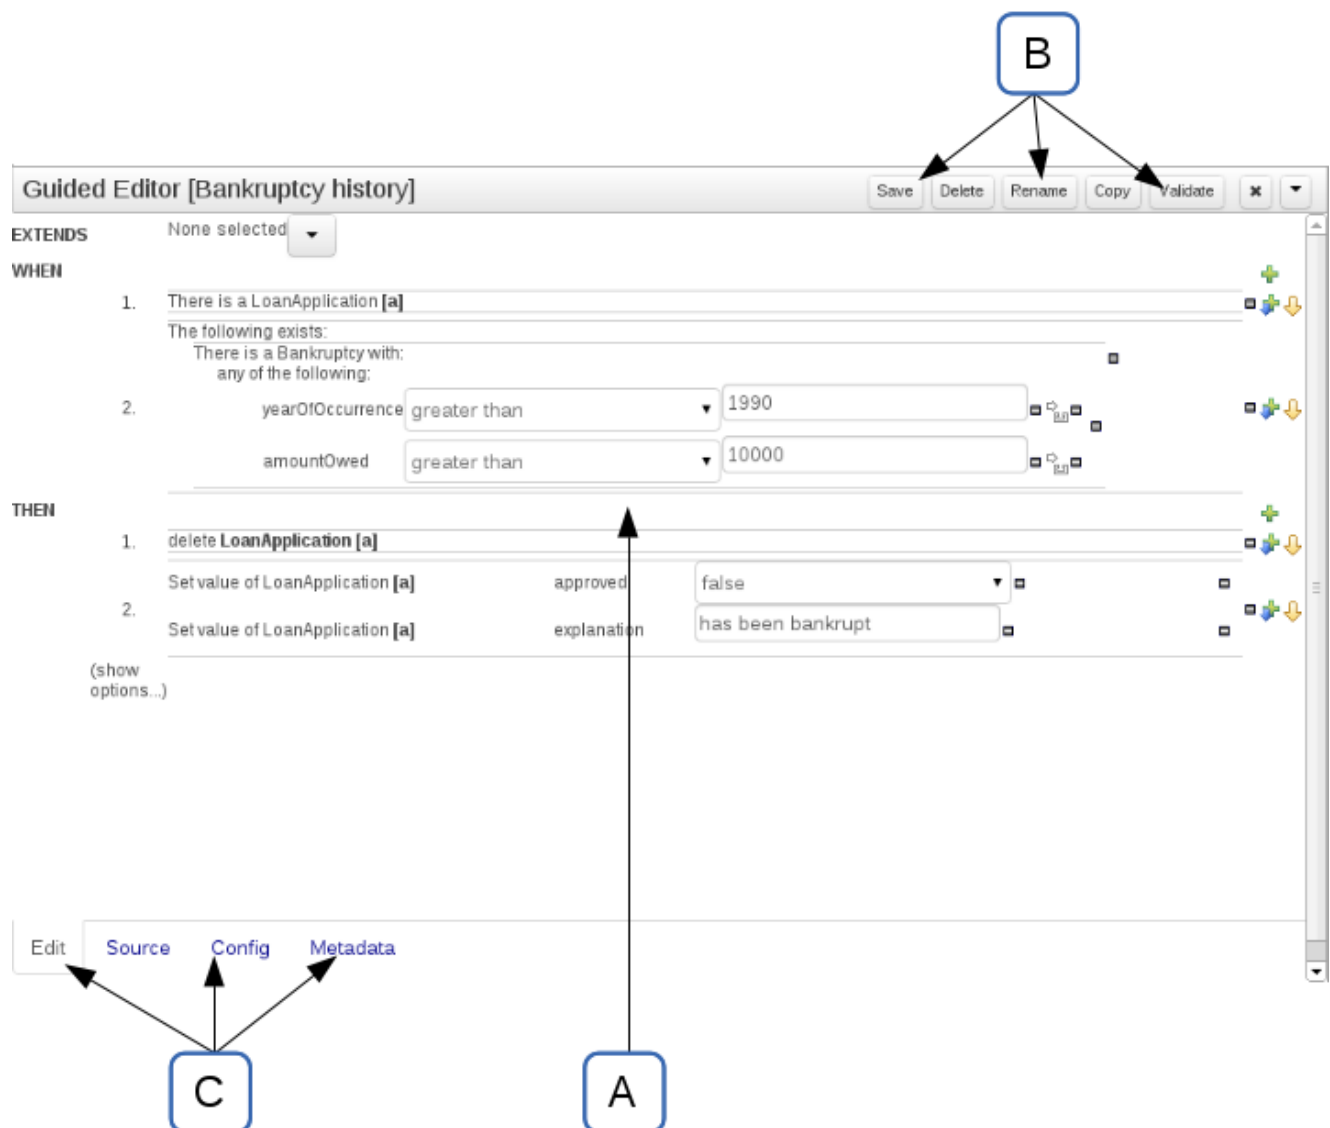 B
Guided Editor [Bankruptcy history]
Save Delete Rename Copy Validate
EXTENDS None selected
WHEN
1. There is a LoanApplication [a]
The following exists:
There is a Bankruptcy with:
any of the following:
2. yearOfOccurrence greater than 1990
amountOwed greater than 10000
THEN
1. delete LoanApplication [a]
Set value of LoanApplication [a] approved false
2.
Set value of LoanApplication [a] explanation has been bankrupt
(show
options...)
Edit Source Config Metadata
C A